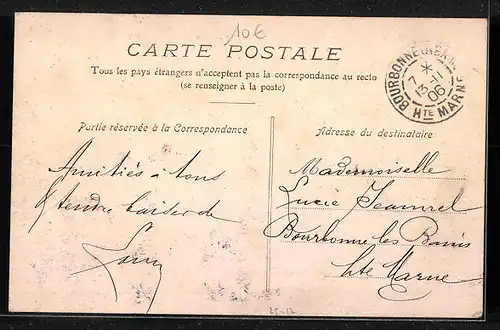 10€
CARTE POSTALE
Tous les pays étrangers n'acceptent pas la correspondance au recto
(se renseigner à la poste)
BOURBONNE-LES-BAINS
7 *
13-11
06
HTE MARNE
Partie réservée à la Correspondance
Adresse du destinataire
Amitiés à tous
tendre baiser de
Mademoiselle
Lucie Jeannel
Bourbonne les Bains
Hte Marne